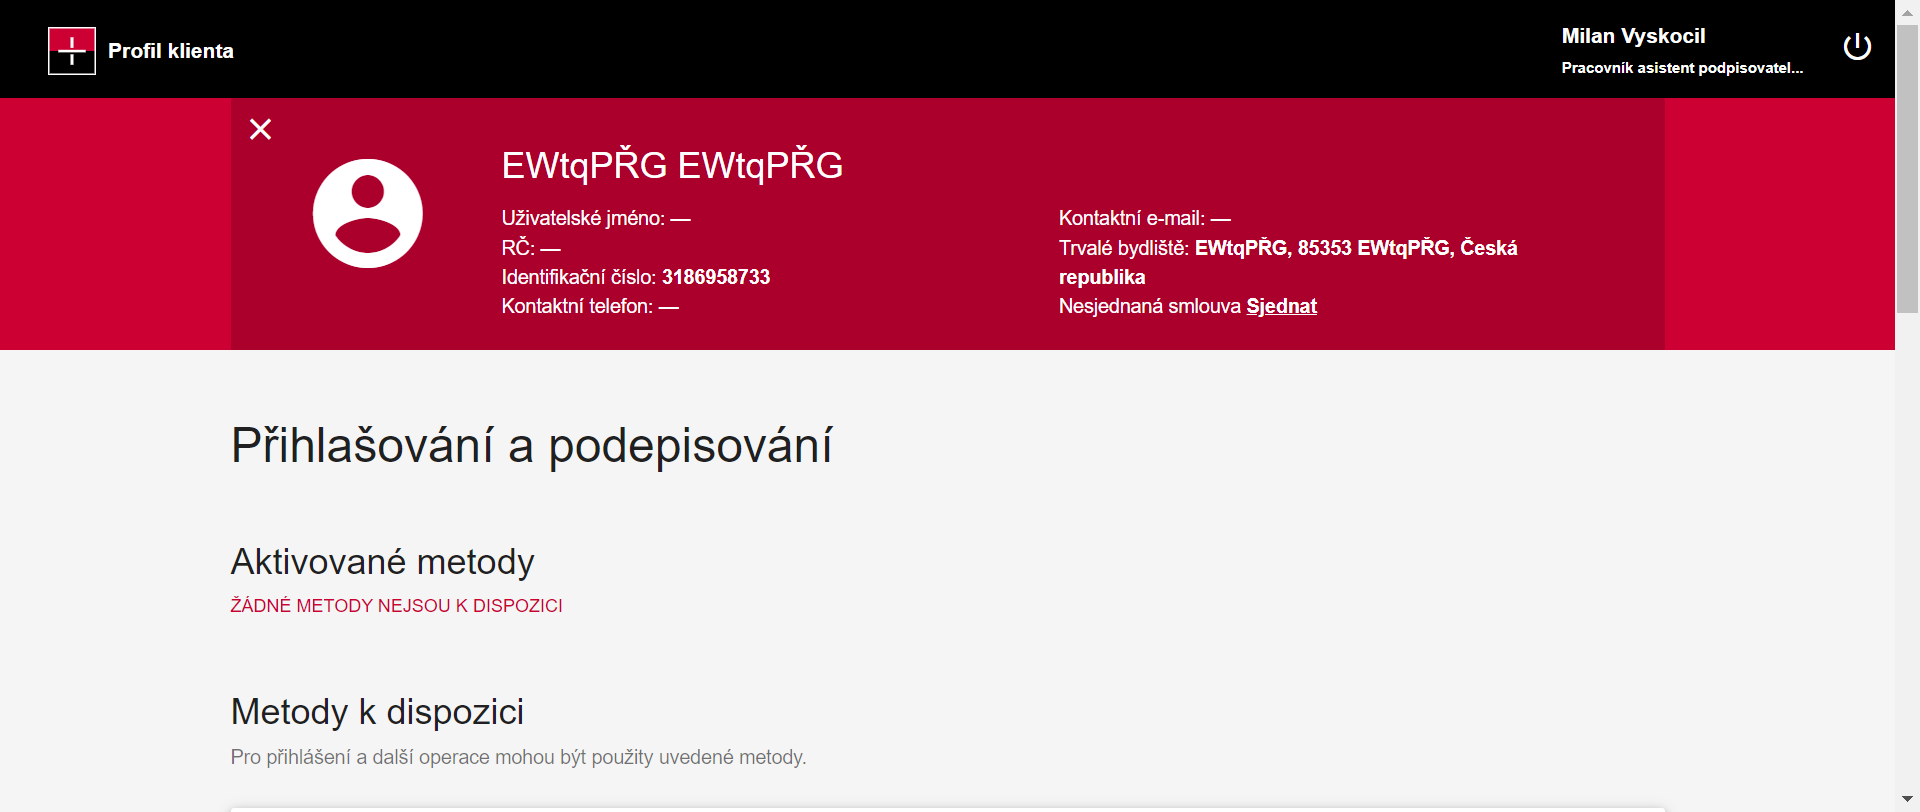 Profil klienta
Milan Vyskocil
Pracovník asistent podpisovatel...
EWtqPŘG EWtqPŘG
Uživatelské jméno: —
RČ: —
Identifikační číslo: 3186958733
Kontaktní telefon: —
Kontaktní e-mail: —
Trvalé bydliště: EWtqPŘG, 85353 EWtqPŘG, Česká
republika
Nesjednaná smlouva Sjednat
Přihlašování a podepisování
Aktivované metody
ŽÁDNÉ METODY NEJSOU K DISPOZICI
Metody k dispozici
Pro přihlášení a další operace mohou být použity uvedené metody.